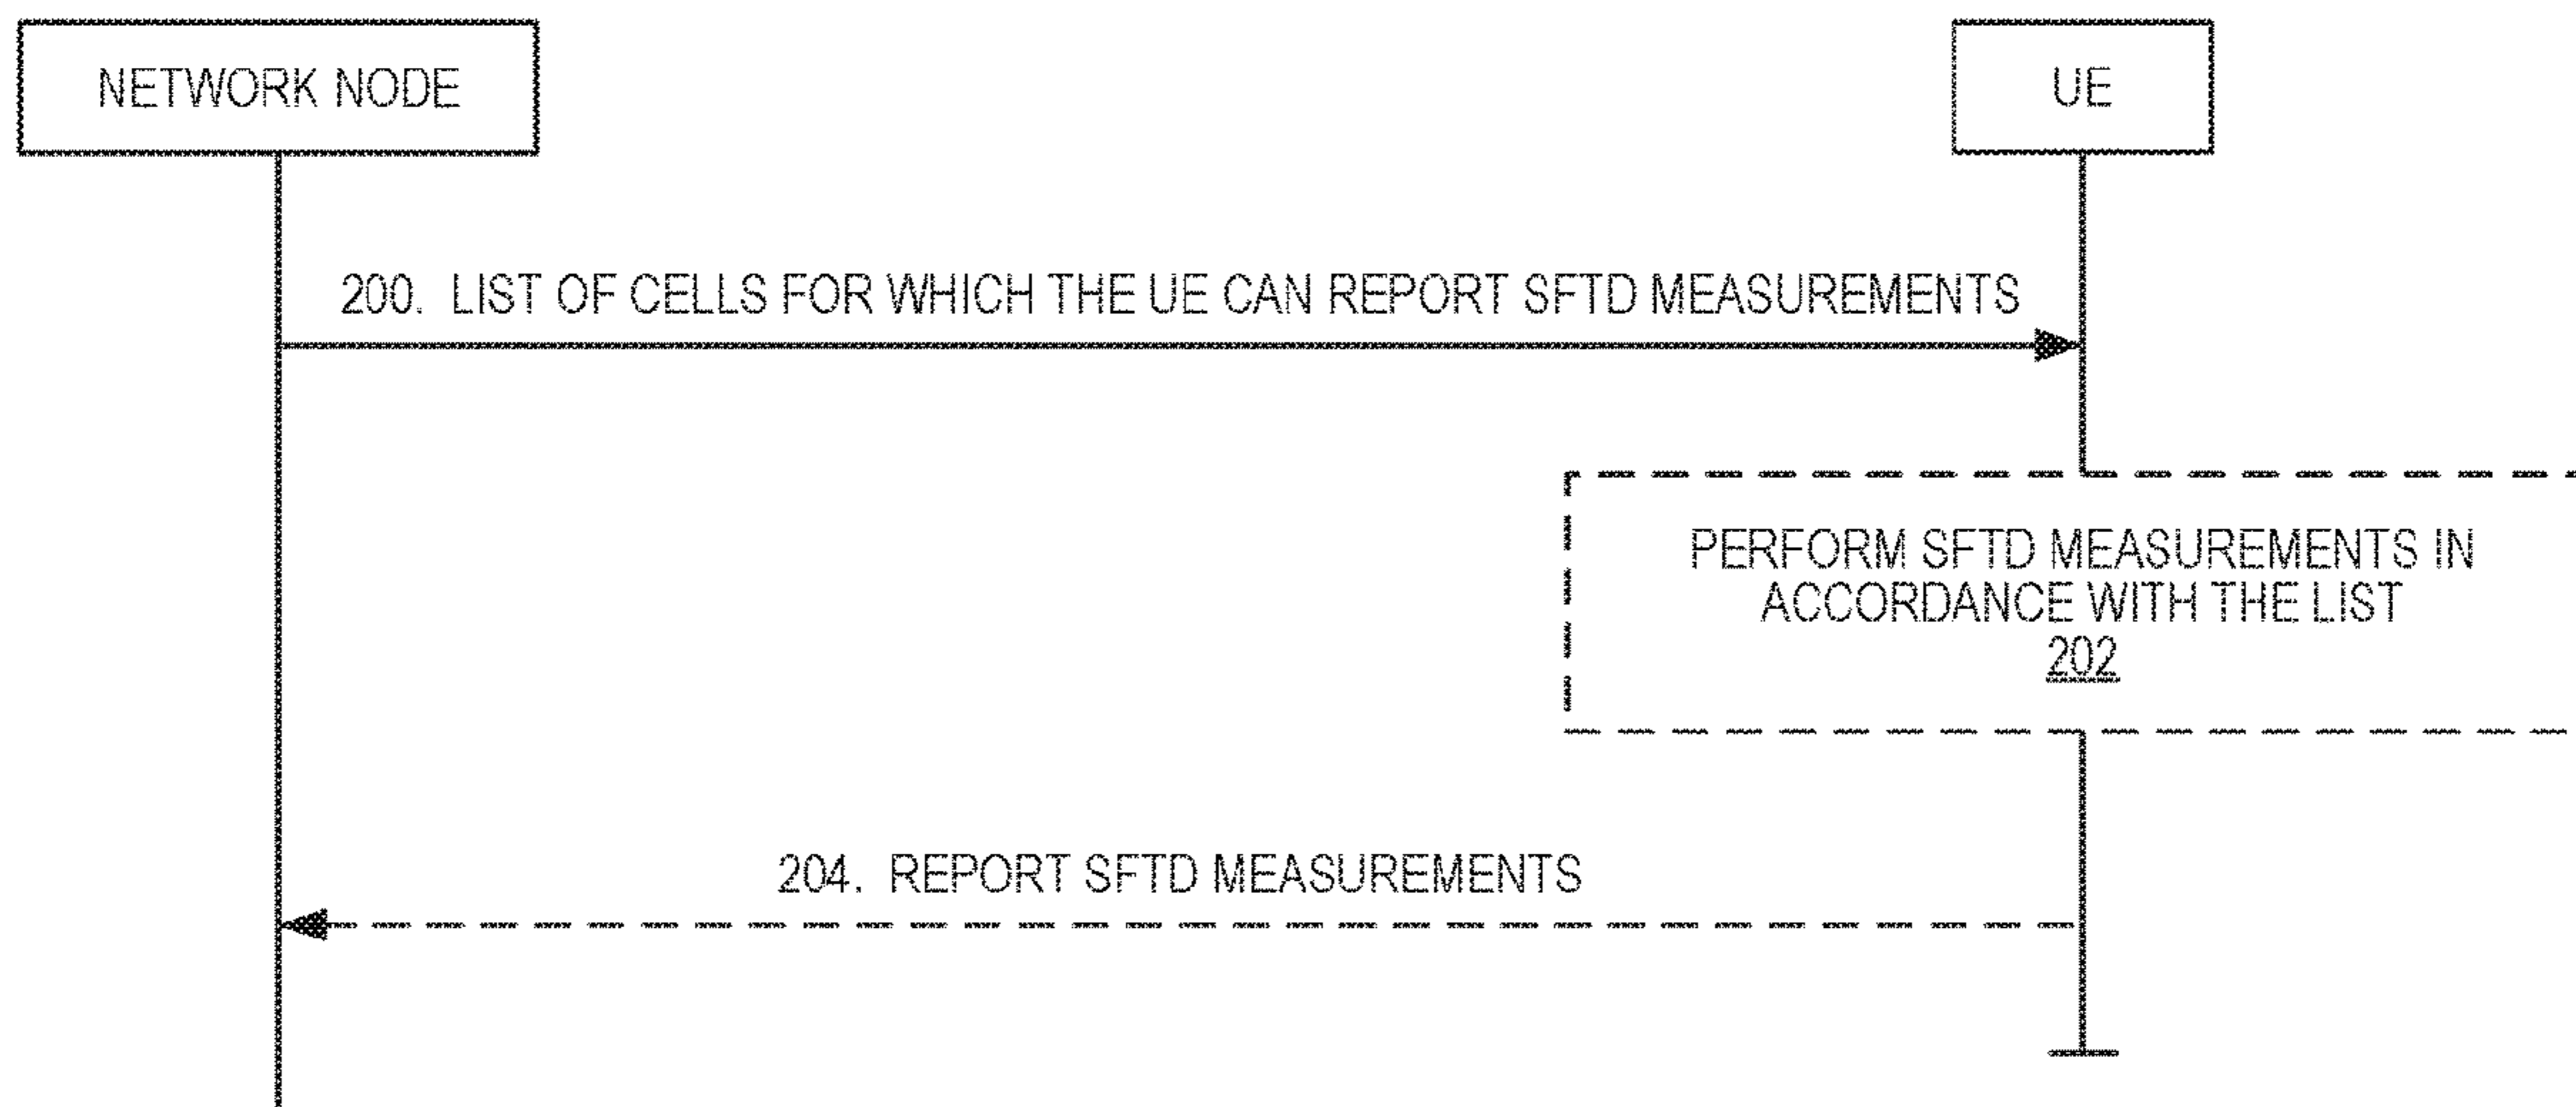 NETWORK NODE
UE
200. LIST OF CELLS FOR WHICH THE UE CAN REPORT SFTD MEASUREMENTS
PERFORM SFTD MEASUREMENTS IN
ACCORDANCE WITH THE LIST
202
204. REPORT SFTD MEASUREMENTS